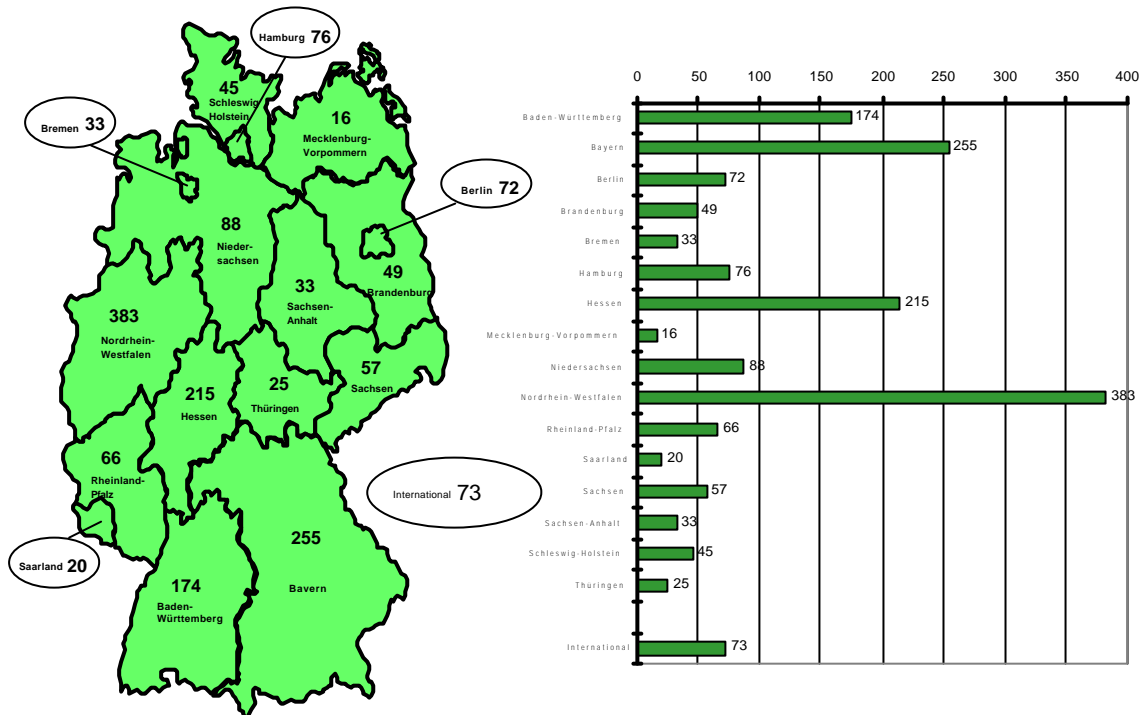 Hamburg 76
45
Schleswig
Holstein
16
Mecklenburg-
Vorpommern
Bremen 33
Berlin 72
88
Nieder-
sachsen
49
Brandenburg
33
Sachsen-
Anhalt
383
Nordrhein-
Westfalen
57
Sachsen
25
Thüringen
215
Hessen
66
Rheinland-
Pfalz
International 73
Saarland 20
255
Bavern
174
Baden-
Württemberg
0 50 100 150 200 250 300 350 400
Baden-Württemberg 174
Bayern 255
Berlin 72
Brandenburg 49
Bremen 33
Hamburg 76
Hessen 215
Mecklenburg-Vorpommern 16
Niedersachsen 88
Nordrhein-Westfalen 383
Rheinland-Pfalz 66
Saarland 20
Sachsen 57
Sachsen-Anhalt 33
Schleswig-Holstein 45
Thüringen 25
International 73